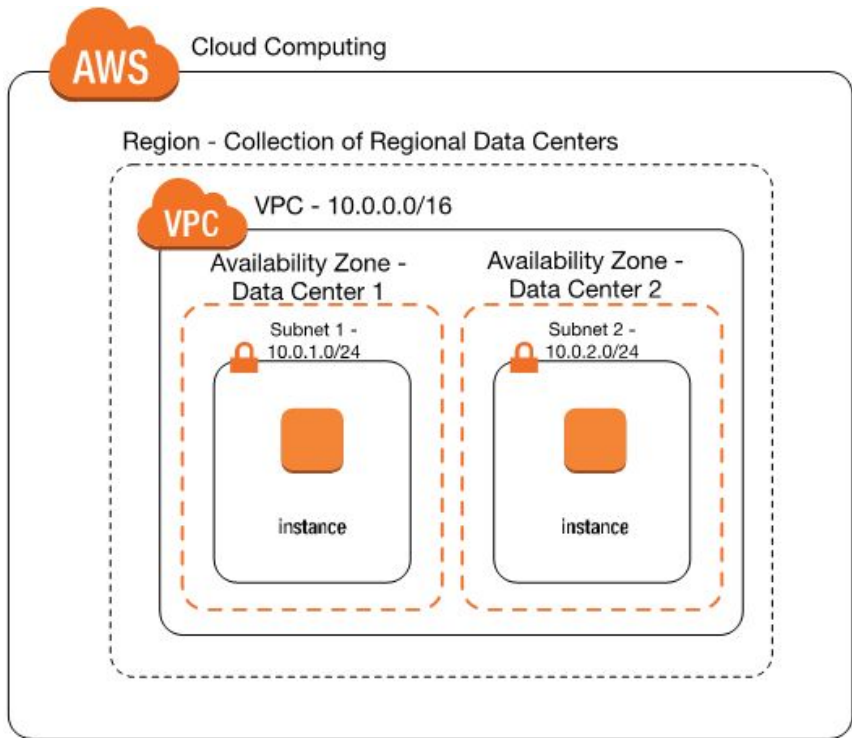 AWS
Cloud Computing
Region - Collection of Regional Data Centers
VPC
VPC - 10.0.0.0/16
Availability Zone -
Data Center 1
Subnet 1 -
10.0.1.0/24
instance
Availability Zone -
Data Center 2
Subnet 2 -
10.0.2.0/24
instance